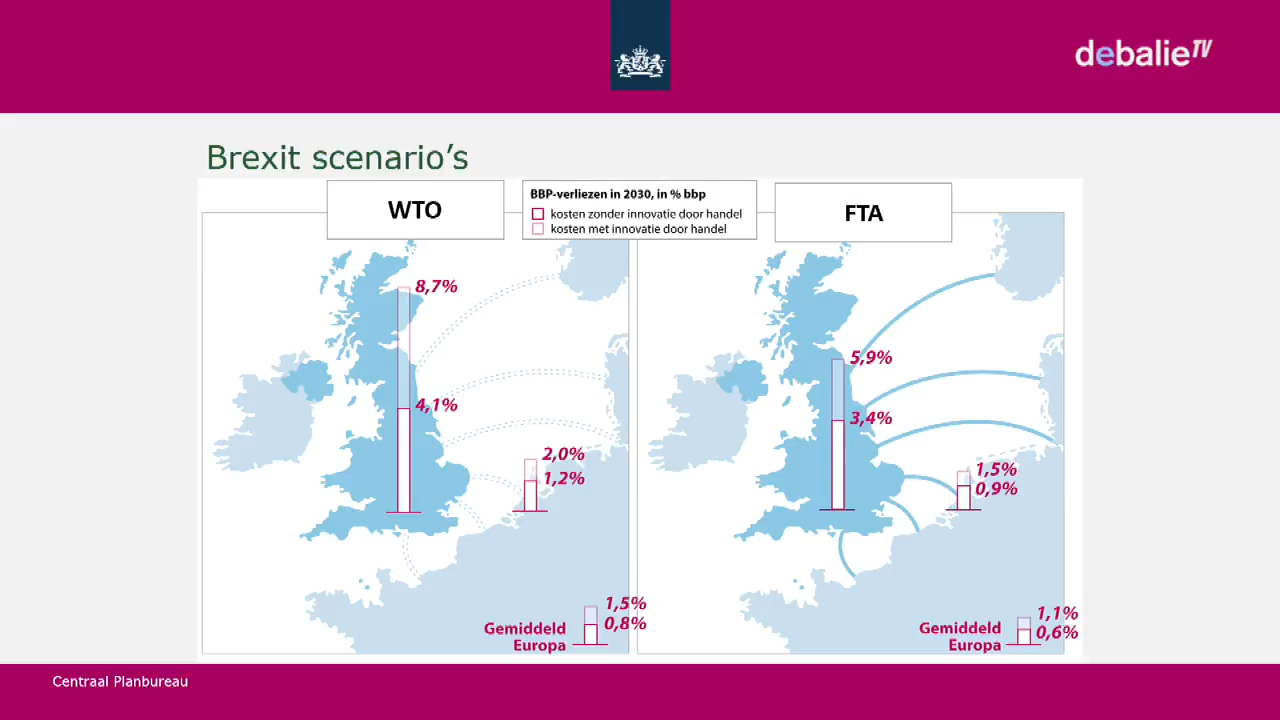 debalieTV
Brexit scenario's
WTO
BBP-verliezen in 2030, in % bbp
kosten zonder innovatie door handel
kosten met innovatie door handel
FTA
8,7%
4,1%
2,0%
1,2%
1,5%
0,8%
Gemiddeld
Europa
5,9%
3,4%
1,5%
0,9%
1,1%
0,6%
Gemiddeld
Europa
Centraal Planbureau